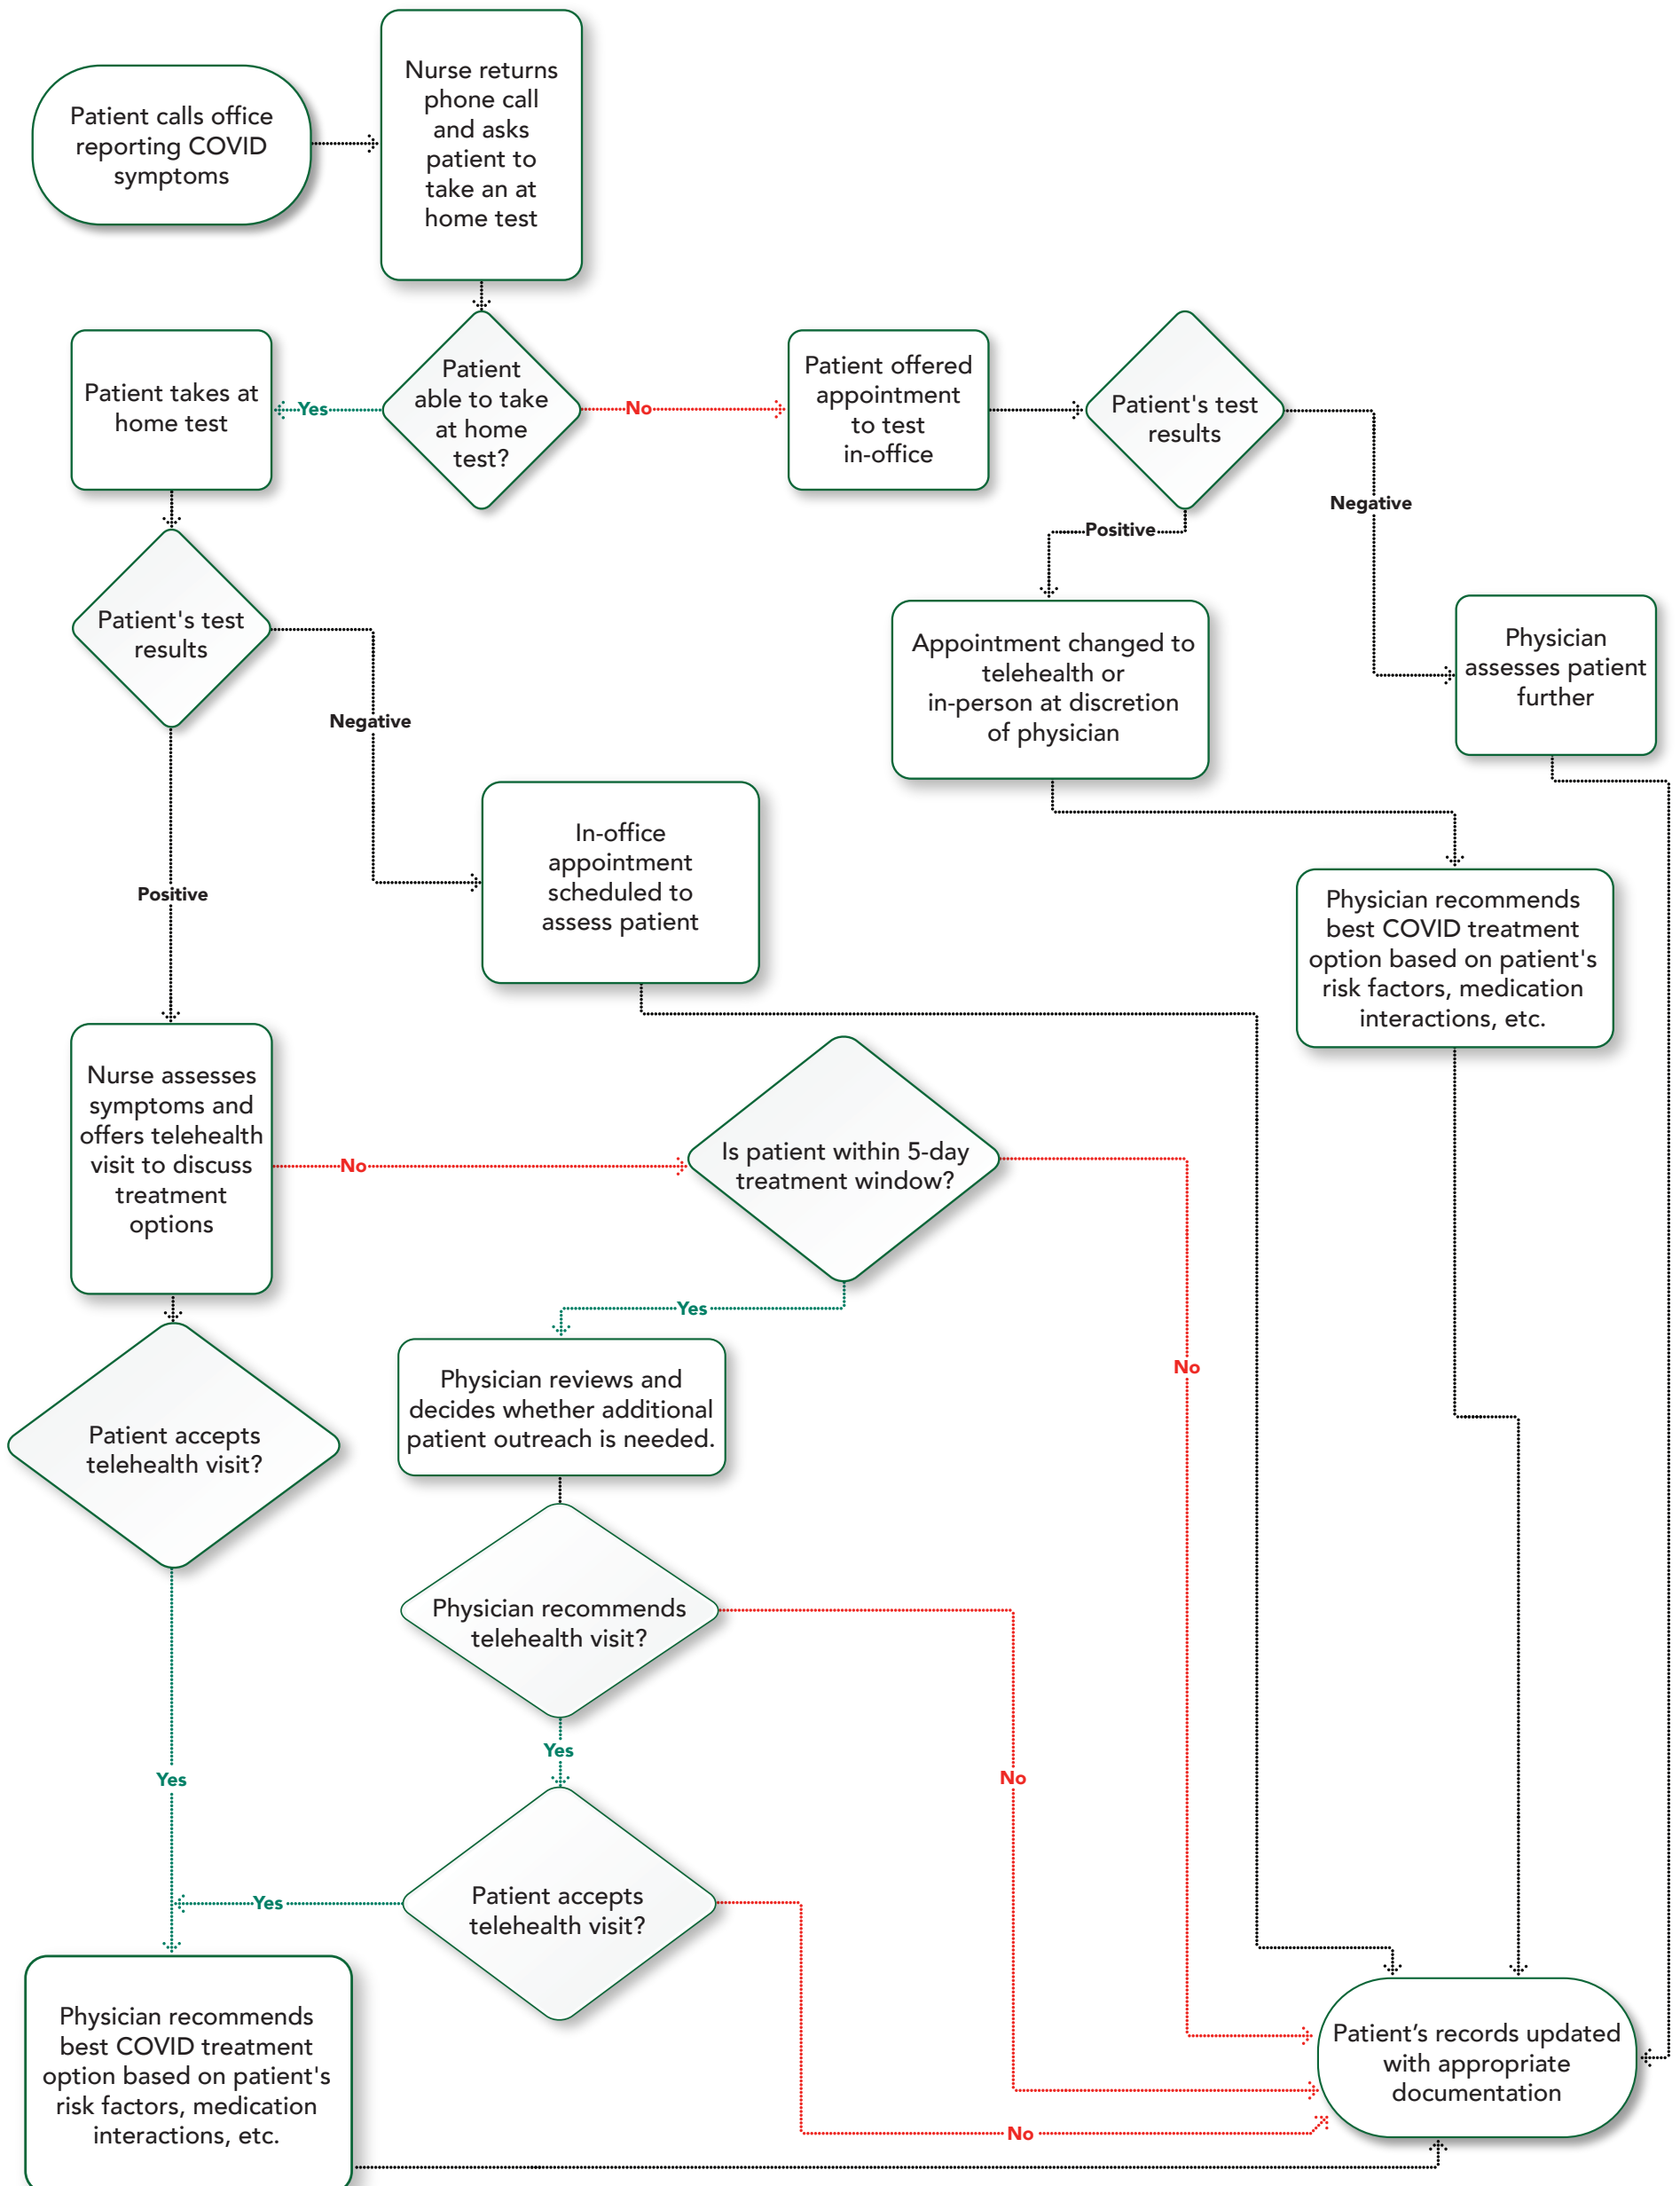 Patient calls office
reporting COVID
symptoms
Nurse returns
phone call
and asks
patient to
take an at
home test
Patient takes at
home test
Yes
Patient
able to take
at home
test?
No
Patient offered
appointment
to test
in-office
Patient's test
results
Negative
Positive
Patient's test
results
Negative
Positive
Appointment changed to
telehealth or
in-person at discretion
of physician
Physician
assesses patient
further
In-office
appointment
scheduled to
assess patient
Physician recommends
best COVID treatment
option based on patient's
risk factors, medication
interactions, etc.
Nurse assesses
symptoms and
offers telehealth
visit to discuss
treatment
options
No
Is patient within 5-day
treatment window?
Yes
No
Physician reviews and
decides whether additional
patient outreach is needed.
Patient accepts
telehealth visit?
Physician recommends
telehealth visit?
Yes
No
Yes
Patient accepts
telehealth visit?
Yes
No
Physician recommends
best COVID treatment
option based on patient's
risk factors, medication
interactions, etc.
Patient’s records updated
with appropriate
documentation